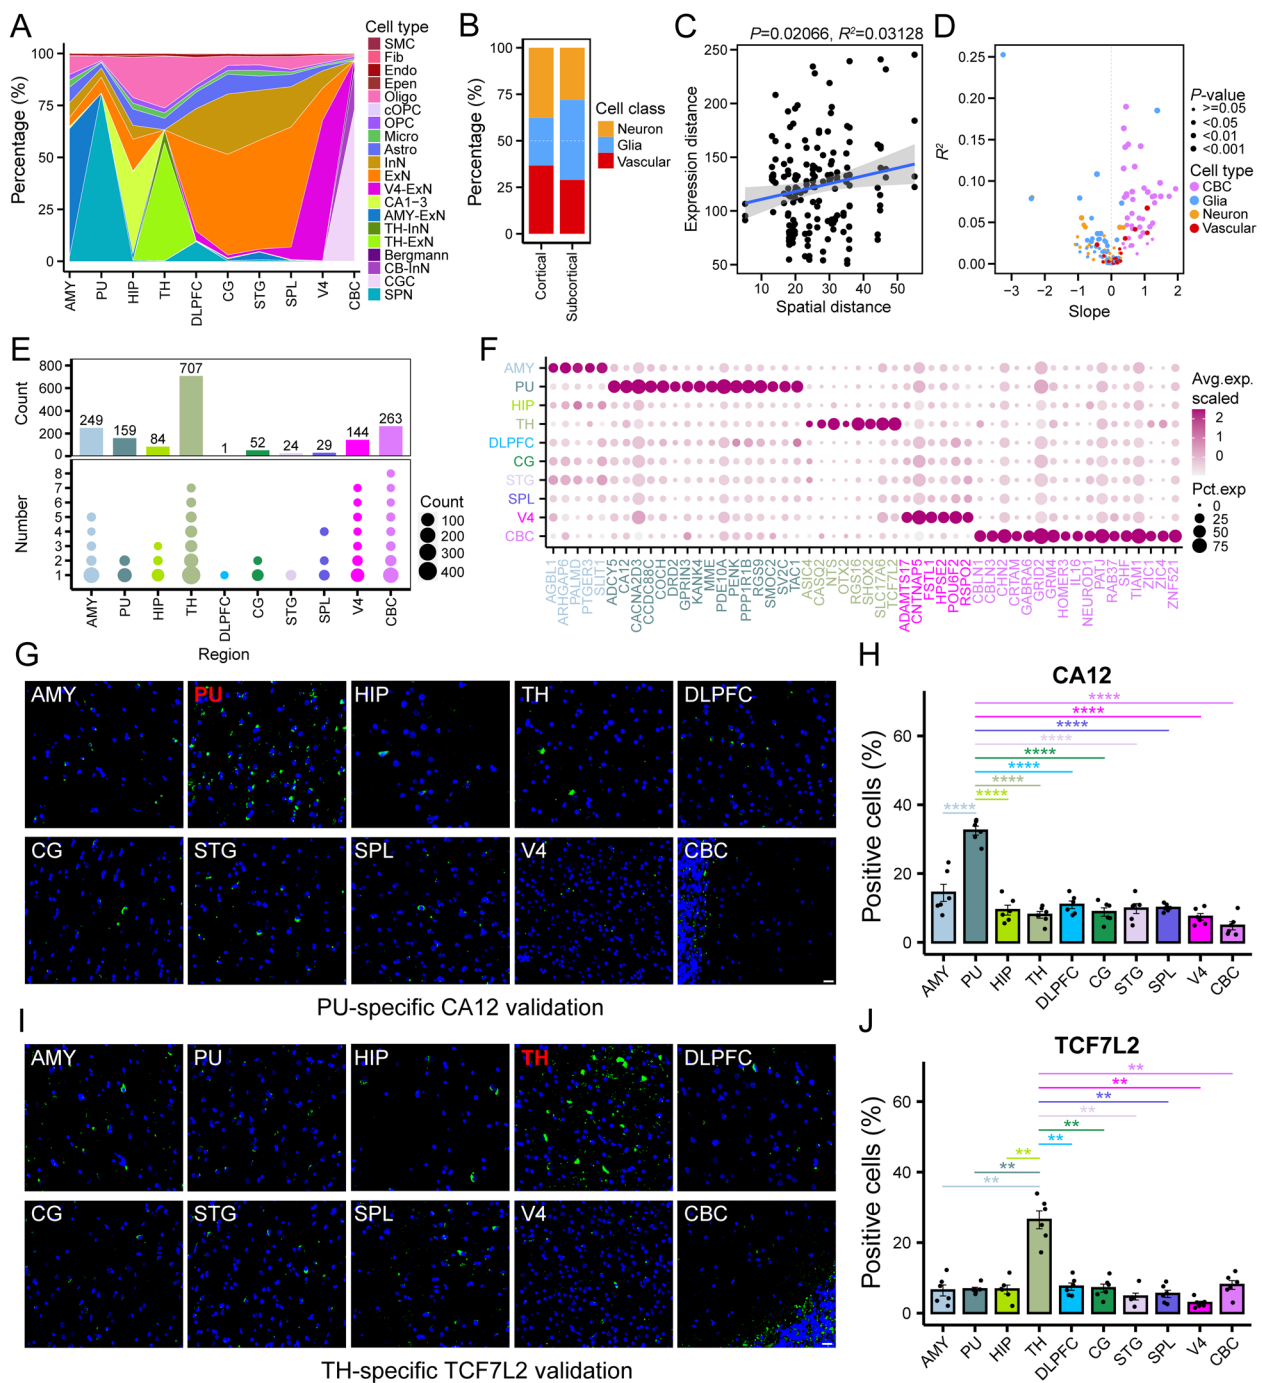 A
Percentage (%)
100
75
50
25
0
AMY
PU
HIP
TH
DLPFC
CG
STG
SPL
V4
CBC
Cell type
SMC
Fib
Endo
Epen
Oligo
cOPC
OPC
Micro
Astro
InN
ExN
V4-ExN
CA1-3
AMY-ExN
TH-InN
TH-ExN
Bergmann
CB-InN
CGC
SPN
B
Percentage (%)
100
75
50
25
0
Cortical
Subcortical
Cell class
Neuron
Glia
Vascular
C
P=0.02066, R²=0.03128
Expression distance
250
200
150
100
50
10
20
30
40
50
Spatial distance
D
R²
0.25
0.20
0.15
0.10
0.05
0.00
−3
−2
−1
0
1
2
Slope
P-value
>=0.05
<0.05
<0.01
<0.001
Cell type
CBC
Glia
Neuron
Vascular
E
Count
800
600
400
200
0
249
159
84
707
1
52
24
29
144
263
Number
8
7
6
5
4
3
2
1
AMY
PU
HIP
TH
DLPFC
CG
STG
SPL
V4
CBC
Region
Count
100
200
300
400
F
AMY
PU
HIP
TH
DLPFC
CG
STG
SPL
V4
CBC
AGBL1
ARHGAP6
PALMD
PTGER3
SLIT1
ADCY5
CA12
CACNA2D3
CCDC88C
COCH
DRD2
GPRIN3
KANK4
MME
PDE10A
PENK
PPP1R1B
RGS9
SMOC2
SV2C
TAC1
ASIC4
CASQ2
NTS
OTX2
RGS16
SHOX2
SLC17A6
TCF7L2
ADAMTS17
CNTNAP5
FSTL1
HPSE2
POU6F2
RSPO2
CBLN1
CBLN3
CHN2
CRTAM
GABRA6
GRID2
GRM4
HOMER3
IL16
NEUROD1
PATJ
RAB37
SHF
TIAM1
ZIC1
ZIC4
ZNF521
Avg.exp.
scaled
2
1
0
Pct.exp
0
25
50
75
G
AMY
PU
HIP
TH
DLPFC
CG
STG
SPL
V4
CBC
PU-specific CA12 validation
H
CA12
Positive cells (%)
60
40
20
0
****
****
****
****
****
****
****
****
****
AMY
PU
HIP
TH
DLPFC
CG
STG
SPL
V4
CBC
I
AMY
PU
HIP
TH
DLPFC
CG
STG
SPL
V4
CBC
TH-specific TCF7L2 validation
J
TCF7L2
Positive cells (%)
60
40
20
0
**
**
**
**
**
**
**
**
**
AMY
PU
HIP
TH
DLPFC
CG
STG
SPL
V4
CBC